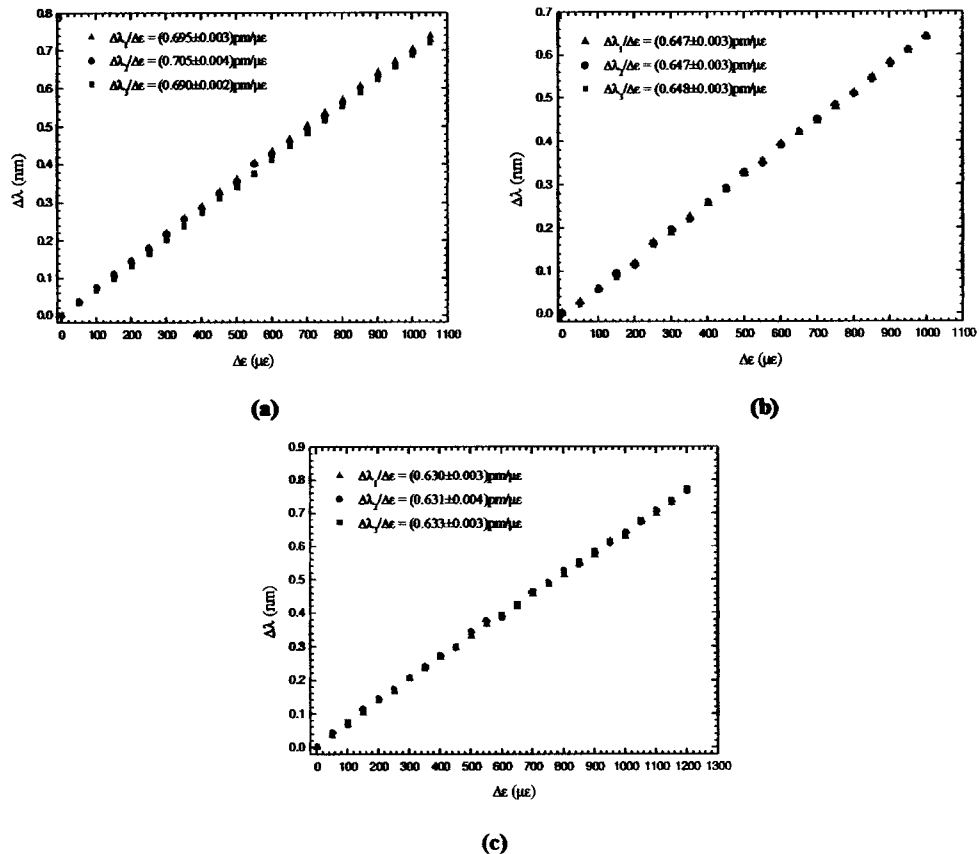 Δλ₁/Δε = (0.695±0.003)pm/με
Δλ₂/Δε = (0.705±0.004)pm/με
Δλ₃/Δε = (0.690±0.002)pm/με
0.8
0.7
0.6
0.5
0.4
0.3
0.2
0.1
0.0
Δλ (nm)
0 100 200 300 400 500 600 700 800 900 1000 1100
Δε (με)
(a)
Δλ₁/Δε = (0.647±0.003)pm/με
Δλ₂/Δε = (0.647±0.003)pm/με
Δλ₃/Δε = (0.648±0.003)pm/με
0.7
0.6
0.5
0.4
0.3
0.2
0.1
0.0
Δλ (nm)
0 100 200 300 400 500 600 700 800 900 1000 1100
Δε (με)
(b)
Δλ₁/Δε = (0.630±0.003)pm/με
Δλ₂/Δε = (0.631±0.004)pm/με
Δλ₃/Δε = (0.633±0.003)pm/με
0.9
0.8
0.7
0.6
0.5
0.4
0.3
0.2
0.1
0.0
Δλ (nm)
0 100 200 300 400 500 600 700 800 900 1000 1100 1200 1300
Δε (με)
(c)